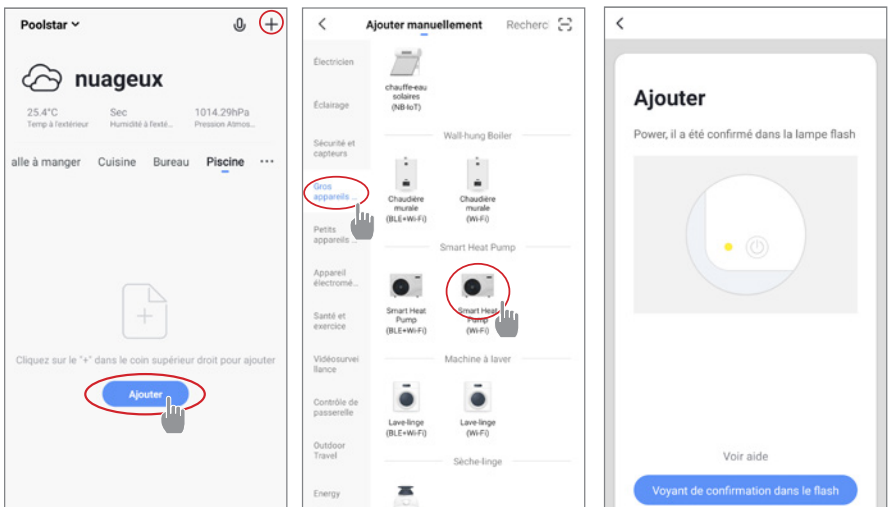 Poolstar
nuageux
25.4°C Sec 1014.29hPa
Temp à l'extérieur Humidité à l'exté... Pression Atmos...
alle à manger Cuisine Bureau Piscine ...
Cliquez sur le "+" dans le coin supérieur droit pour ajouter
Ajouter
Ajouter manuellement Recherc
Électricien
Éclairage
Sécurité et
capteurs
Gros
appareils ...
Petits
appareils ...
Appareil
électromé...
Santé et
exercice
Vidéosurvei
llance
Contrôle de
passerelle
Outdoor
Travel
Energy
chauffe-eau
solaires
(NB-IoT)
Wall-hung Boiler
Chaudière
murale
(BLE+Wi-Fi)
Chaudière
murale
(Wi-Fi)
Smart Heat Pump
Smart Heat
Pump
(BLE+Wi-Fi)
Smart Heat
Pump
(Wi-Fi)
Machine à laver
Lave-linge
(BLE+Wi-Fi)
Lave-linge
(Wi-Fi)
Sèche-linge
Ajouter
Power, il a été confirmé dans la lampe flash
Voir aide
Voyant de confirmation dans le flash